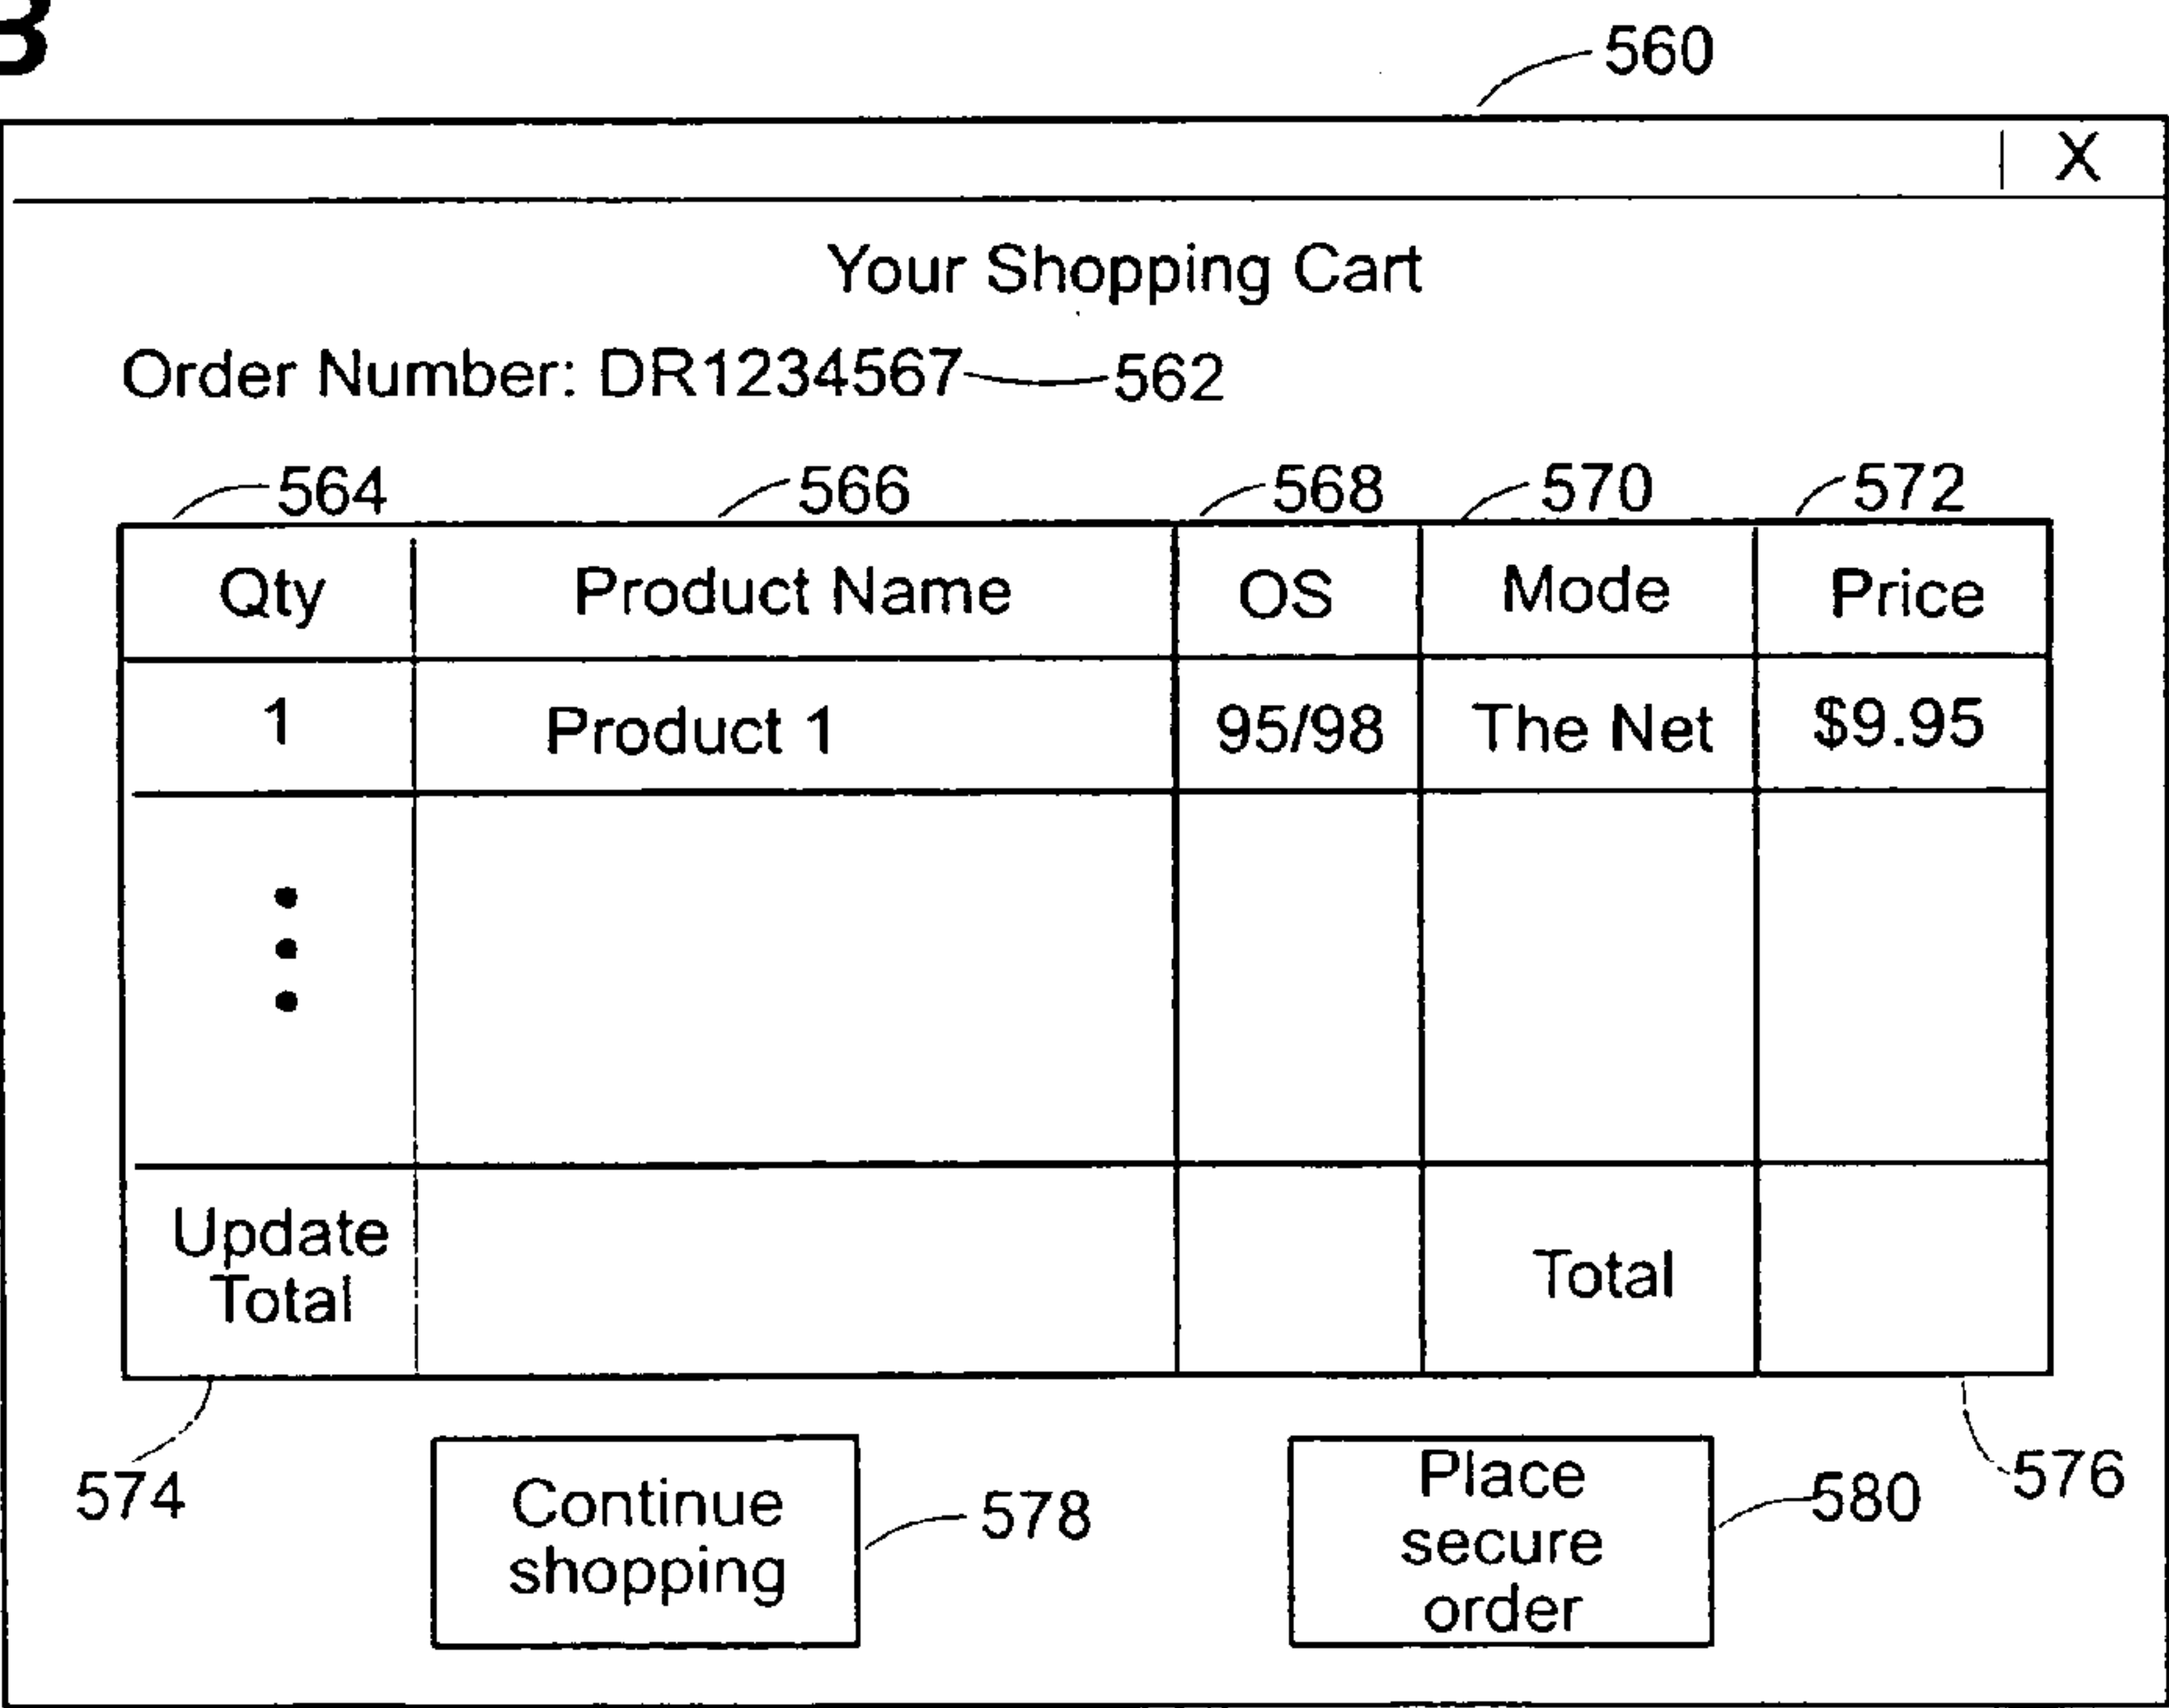 560
X
Your Shopping Cart
Order Number: DR1234567 562
564 566 568 570 572
Qty Product Name OS Mode Price
1 Product 1 95/98 The Net $9.95
Update
Total
Total
574
Continue
shopping
578
Place
secure
order
580
576